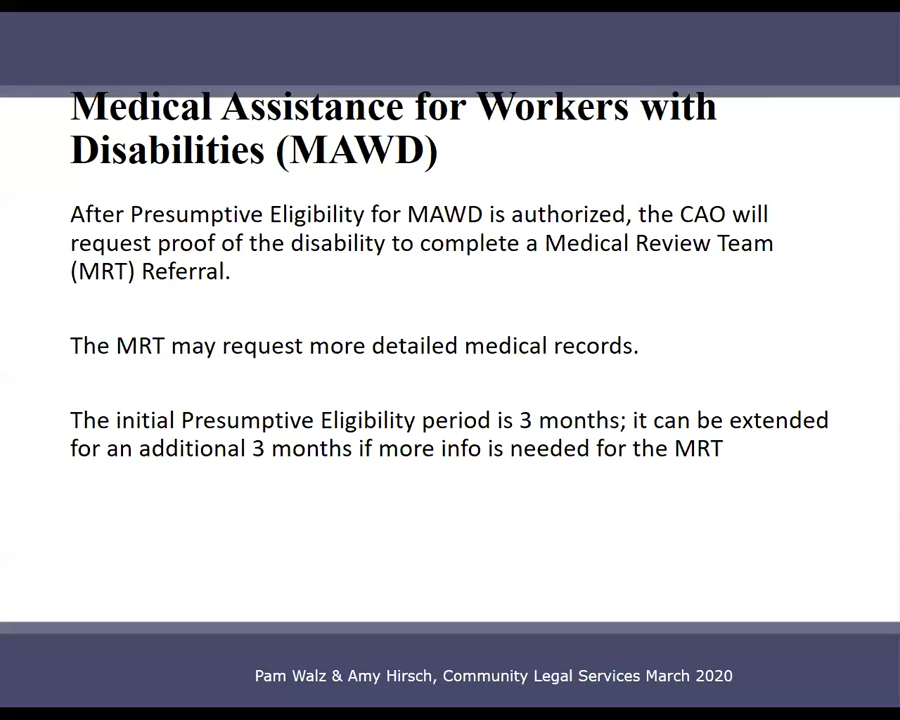 Medical Assistance for Workers with
Disabilities (MAWD)
After Presumptive Eligibility for MAWD is authorized, the CAO will
request proof of the disability to complete a Medical Review Team
(MRT) Referral.
The MRT may request more detailed medical records.
The initial Presumptive Eligibility period is 3 months; it can be extended
for an additional 3 months if more info is needed for the MRT
Pam Walz & Amy Hirsch, Community Legal Services March 2020